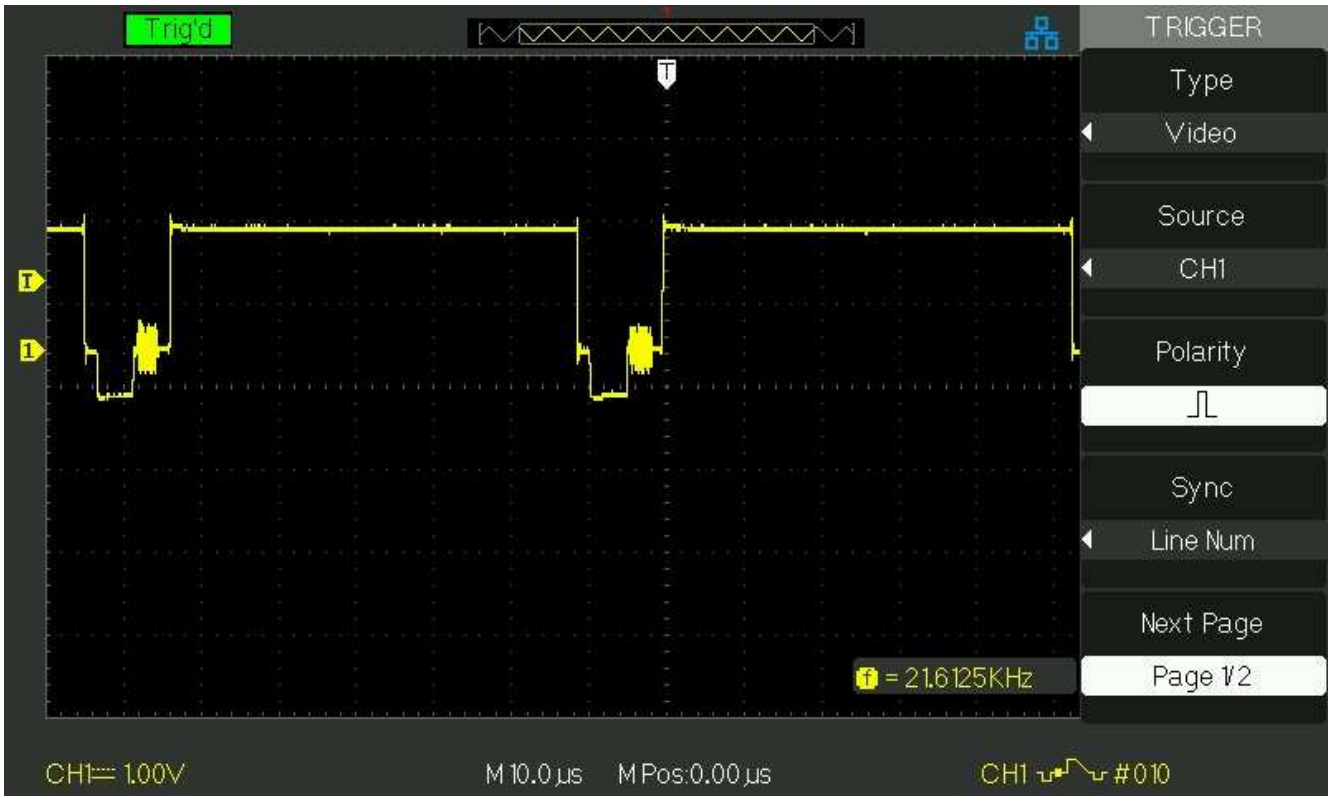 Trig'd
TRIGGER
T
Type
Video
Source
CH1
T
1
Polarity
Sync
Line Num
Next Page
f = 21.6125KHz
Page 1/2
CH1 1.00V
M 10.0µs
M Pos:0.00µs
CH1
#010